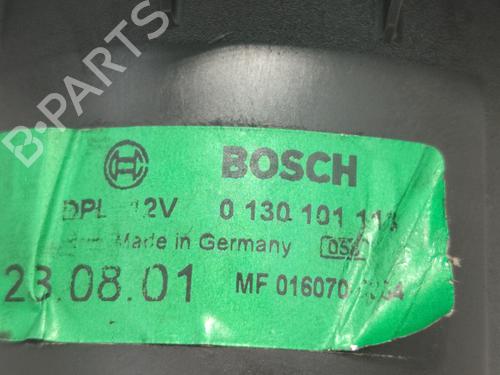 B-PARTS
BOSCH
DPL 12V 0 130 101 11
Made in Germany
23.08.01 MF 016070